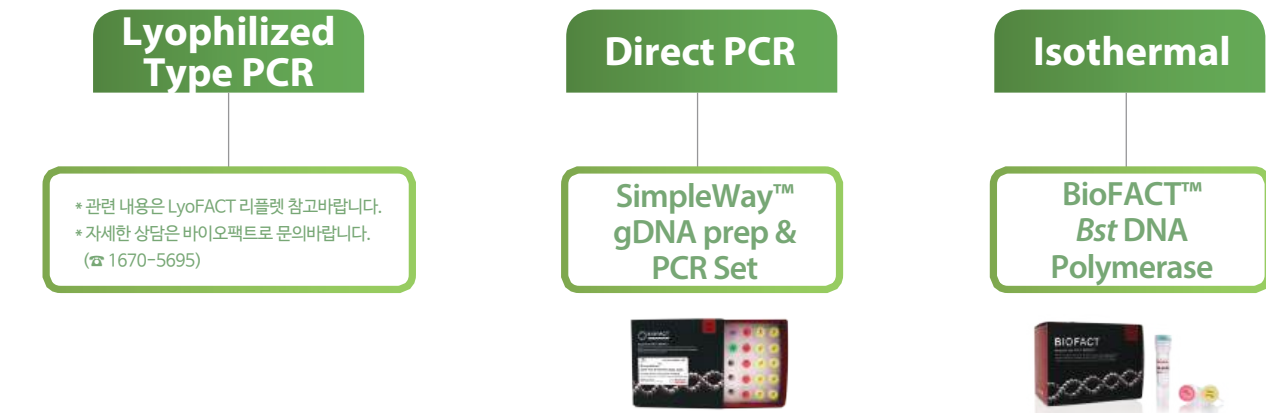 Lyophilized
Type PCR
Direct PCR
Isothermal
* 관련 내용은 LyoFACT 리플렛 참고바랍니다.
* 자세한 상담은 바이오팩트로 문의바랍니다.
(☎ 1670-5695)
SimpleWay™
gDNA prep &
PCR Set
BioFACT™
Bst DNA
Polymerase
BIOFACT
BIOFACT